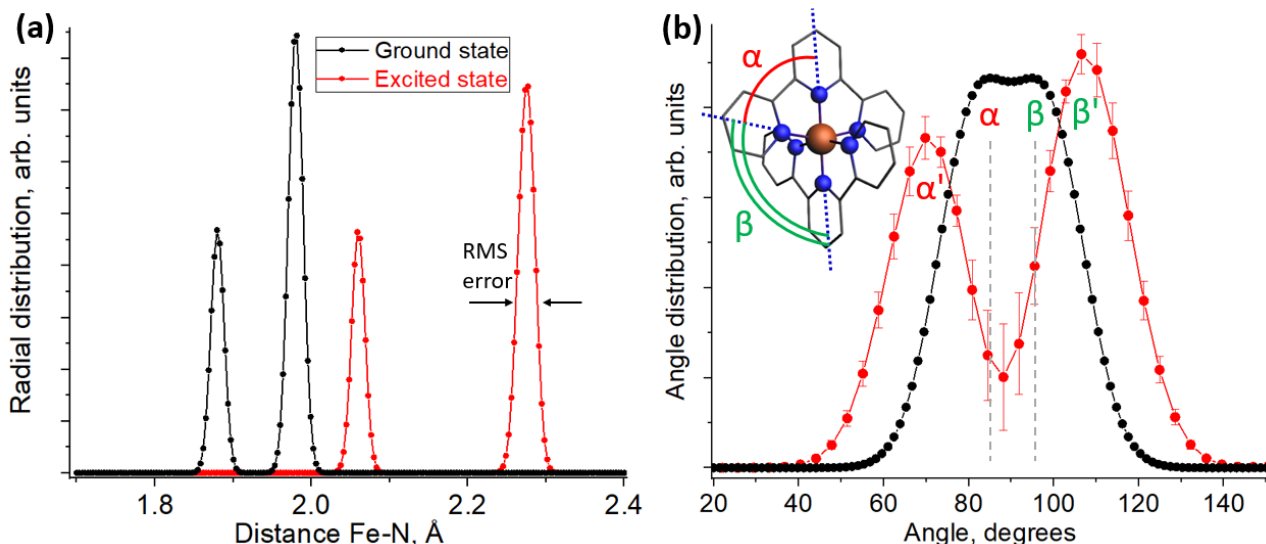 (a)
Radial distribution, arb. units
Ground state
Excited state
RMS
error
1.8
2.0
2.2
2.4
Distance Fe-N, Å
(b)
Angle distribution, arb. units
α
β
α
β
β'
α'
20
40
60
80
100
120
140
Angle, degrees